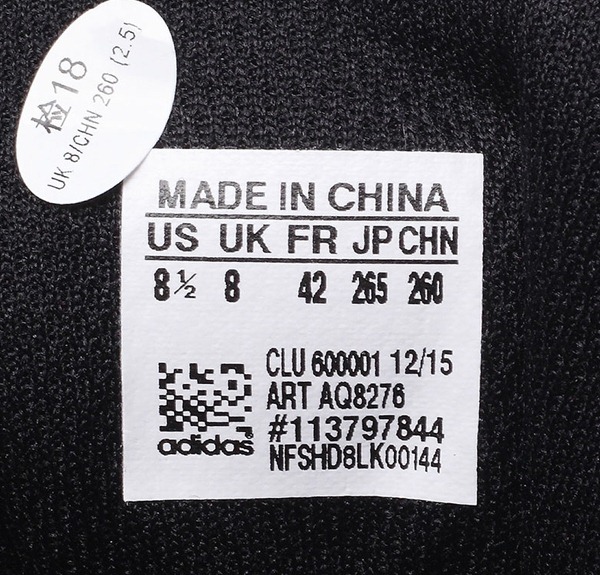 检18
UK 8/CHN 260 (2.5)
MADE IN CHINA
US UK FR JP CHN
8½ 8 42 265 260
CLU 600001 12/15
ART AQ8276
#113797844
NFSHD8LK00144
adidas